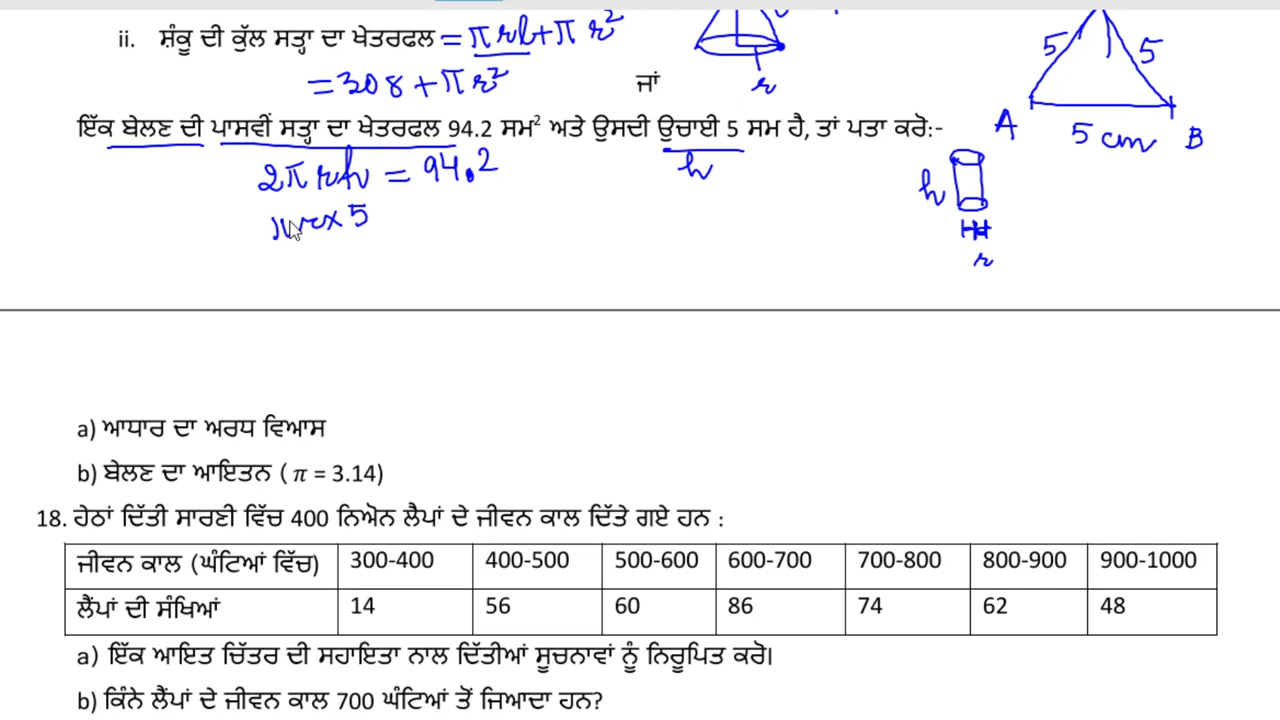 ii. ਸ਼ੰਕੂ ਦੀ ਕੁੱਲ ਸਤ੍ਹਾ ਦਾ ਖੇਤਰਫਲ = πrl + πr²
= 308 + πr²
ਜਾਂ
r
5 5
ਇੱਕ ਬੇਲਣ ਦੀ ਪਾਸਵੀਂ ਸਤ੍ਹਾ ਦਾ ਖੇਤਰਫਲ 94.2 ਸਮ² ਅਤੇ ਉਸਦੀ ਉਚਾਈ 5 ਸਮ ਹੈ, ਤਾਂ ਪਤਾ ਕਰੋ:-
A 5 cm B
2πrh = 94.2
h
h
r
× 5
a) ਆਧਾਰ ਦਾ ਅਰਧ ਵਿਆਸ
b) ਬੇਲਣ ਦਾ ਆਇਤਨ ( π = 3.14)
18. ਹੇਠਾਂ ਦਿੱਤੀ ਸਾਰਣੀ ਵਿੱਚ 400 ਨਿਔਨ ਲੈਪਾਂ ਦੇ ਜੀਵਨ ਕਾਲ ਦਿੱਤੇ ਗਏ ਹਨ :
ਜੀਵਨ ਕਾਲ (ਘੰਟਿਆਂ ਵਿੱਚ) 300-400 400-500 500-600 600-700 700-800 800-900 900-1000
ਲੈਂਪਾਂ ਦੀ ਸੰਖਿਆਂ 14 56 60 86 74 62 48
a) ਇੱਕ ਆਇਤ ਚਿੱਤਰ ਦੀ ਸਹਾਇਤਾ ਨਾਲ ਦਿੱਤੀਆਂ ਸੂਚਨਾਵਾਂ ਨੂੰ ਨਿਰੂਪਿਤ ਕਰੋ।
b) ਕਿੰਨੇ ਲੈਂਪਾਂ ਦੇ ਜੀਵਨ ਕਾਲ 700 ਘੰਟਿਆਂ ਤੋਂ ਜਿਆਦਾ ਹਨ?